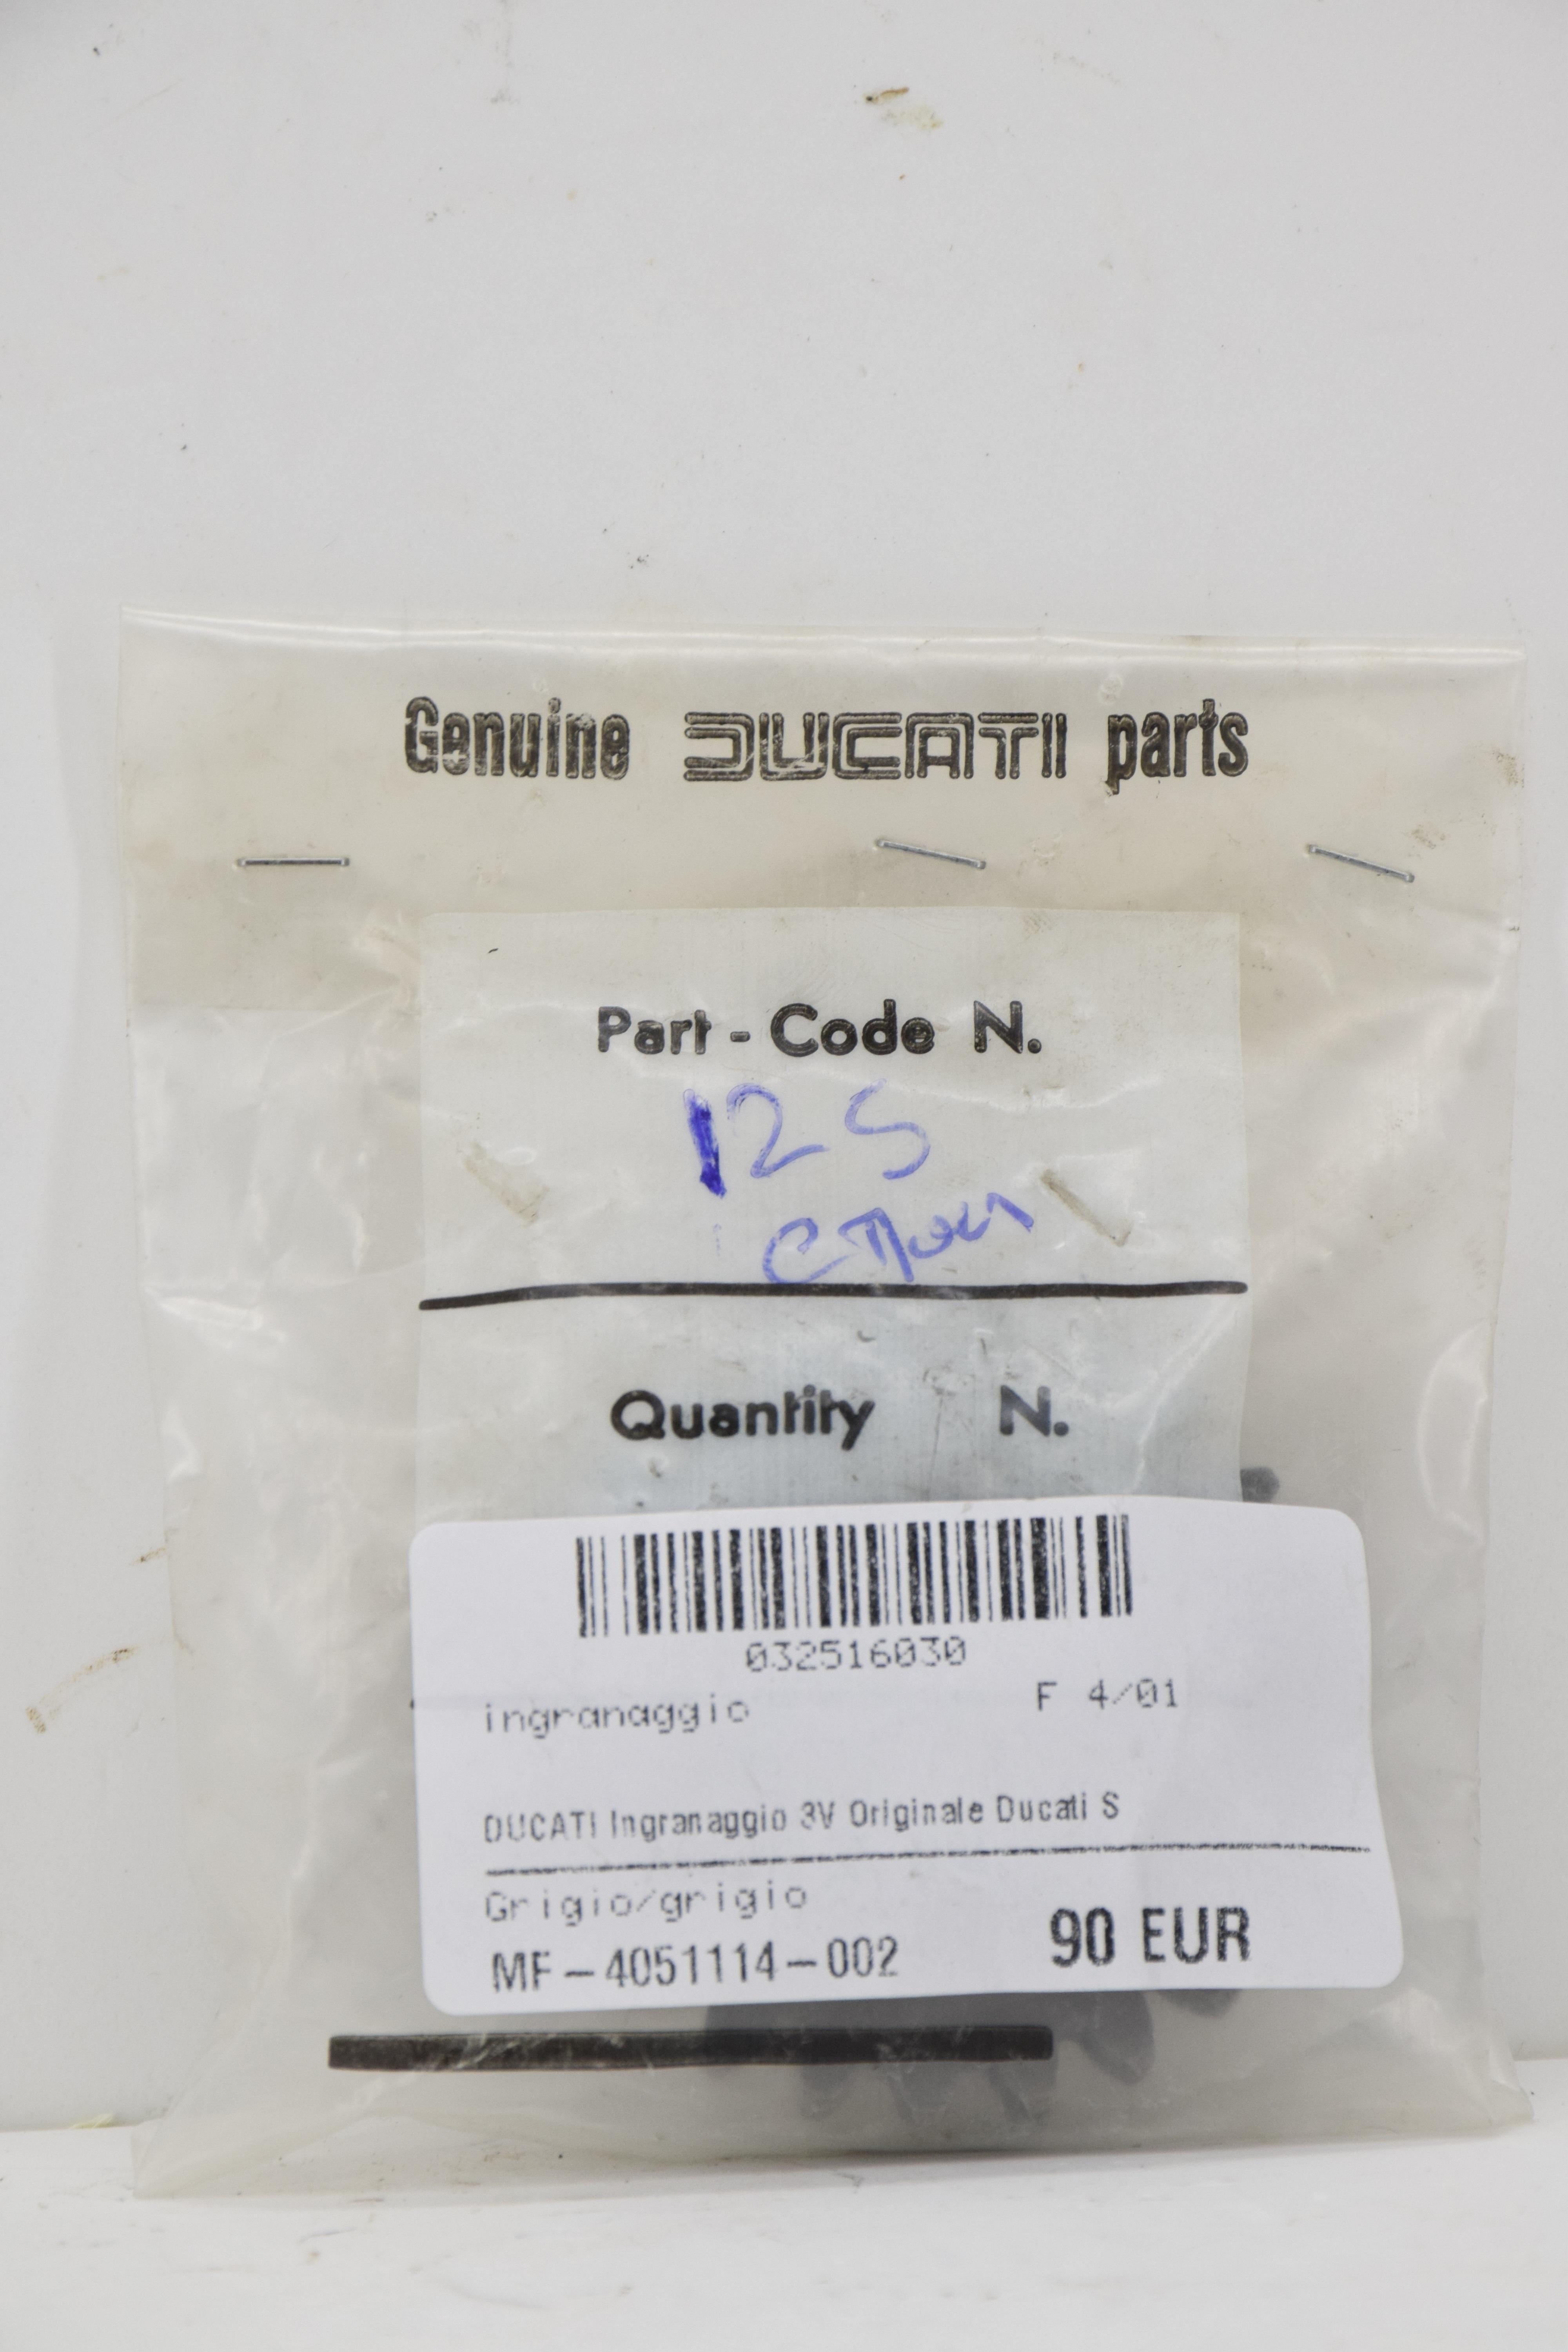 Genuine DUCATI parts
Part-Code N.
125
Quantity N.
032516030
ingranaggio F 4/01
DUCATI Ingranaggio 3V Originale Ducati S
Grigio/grigio
MF-4051114-002 90 EUR